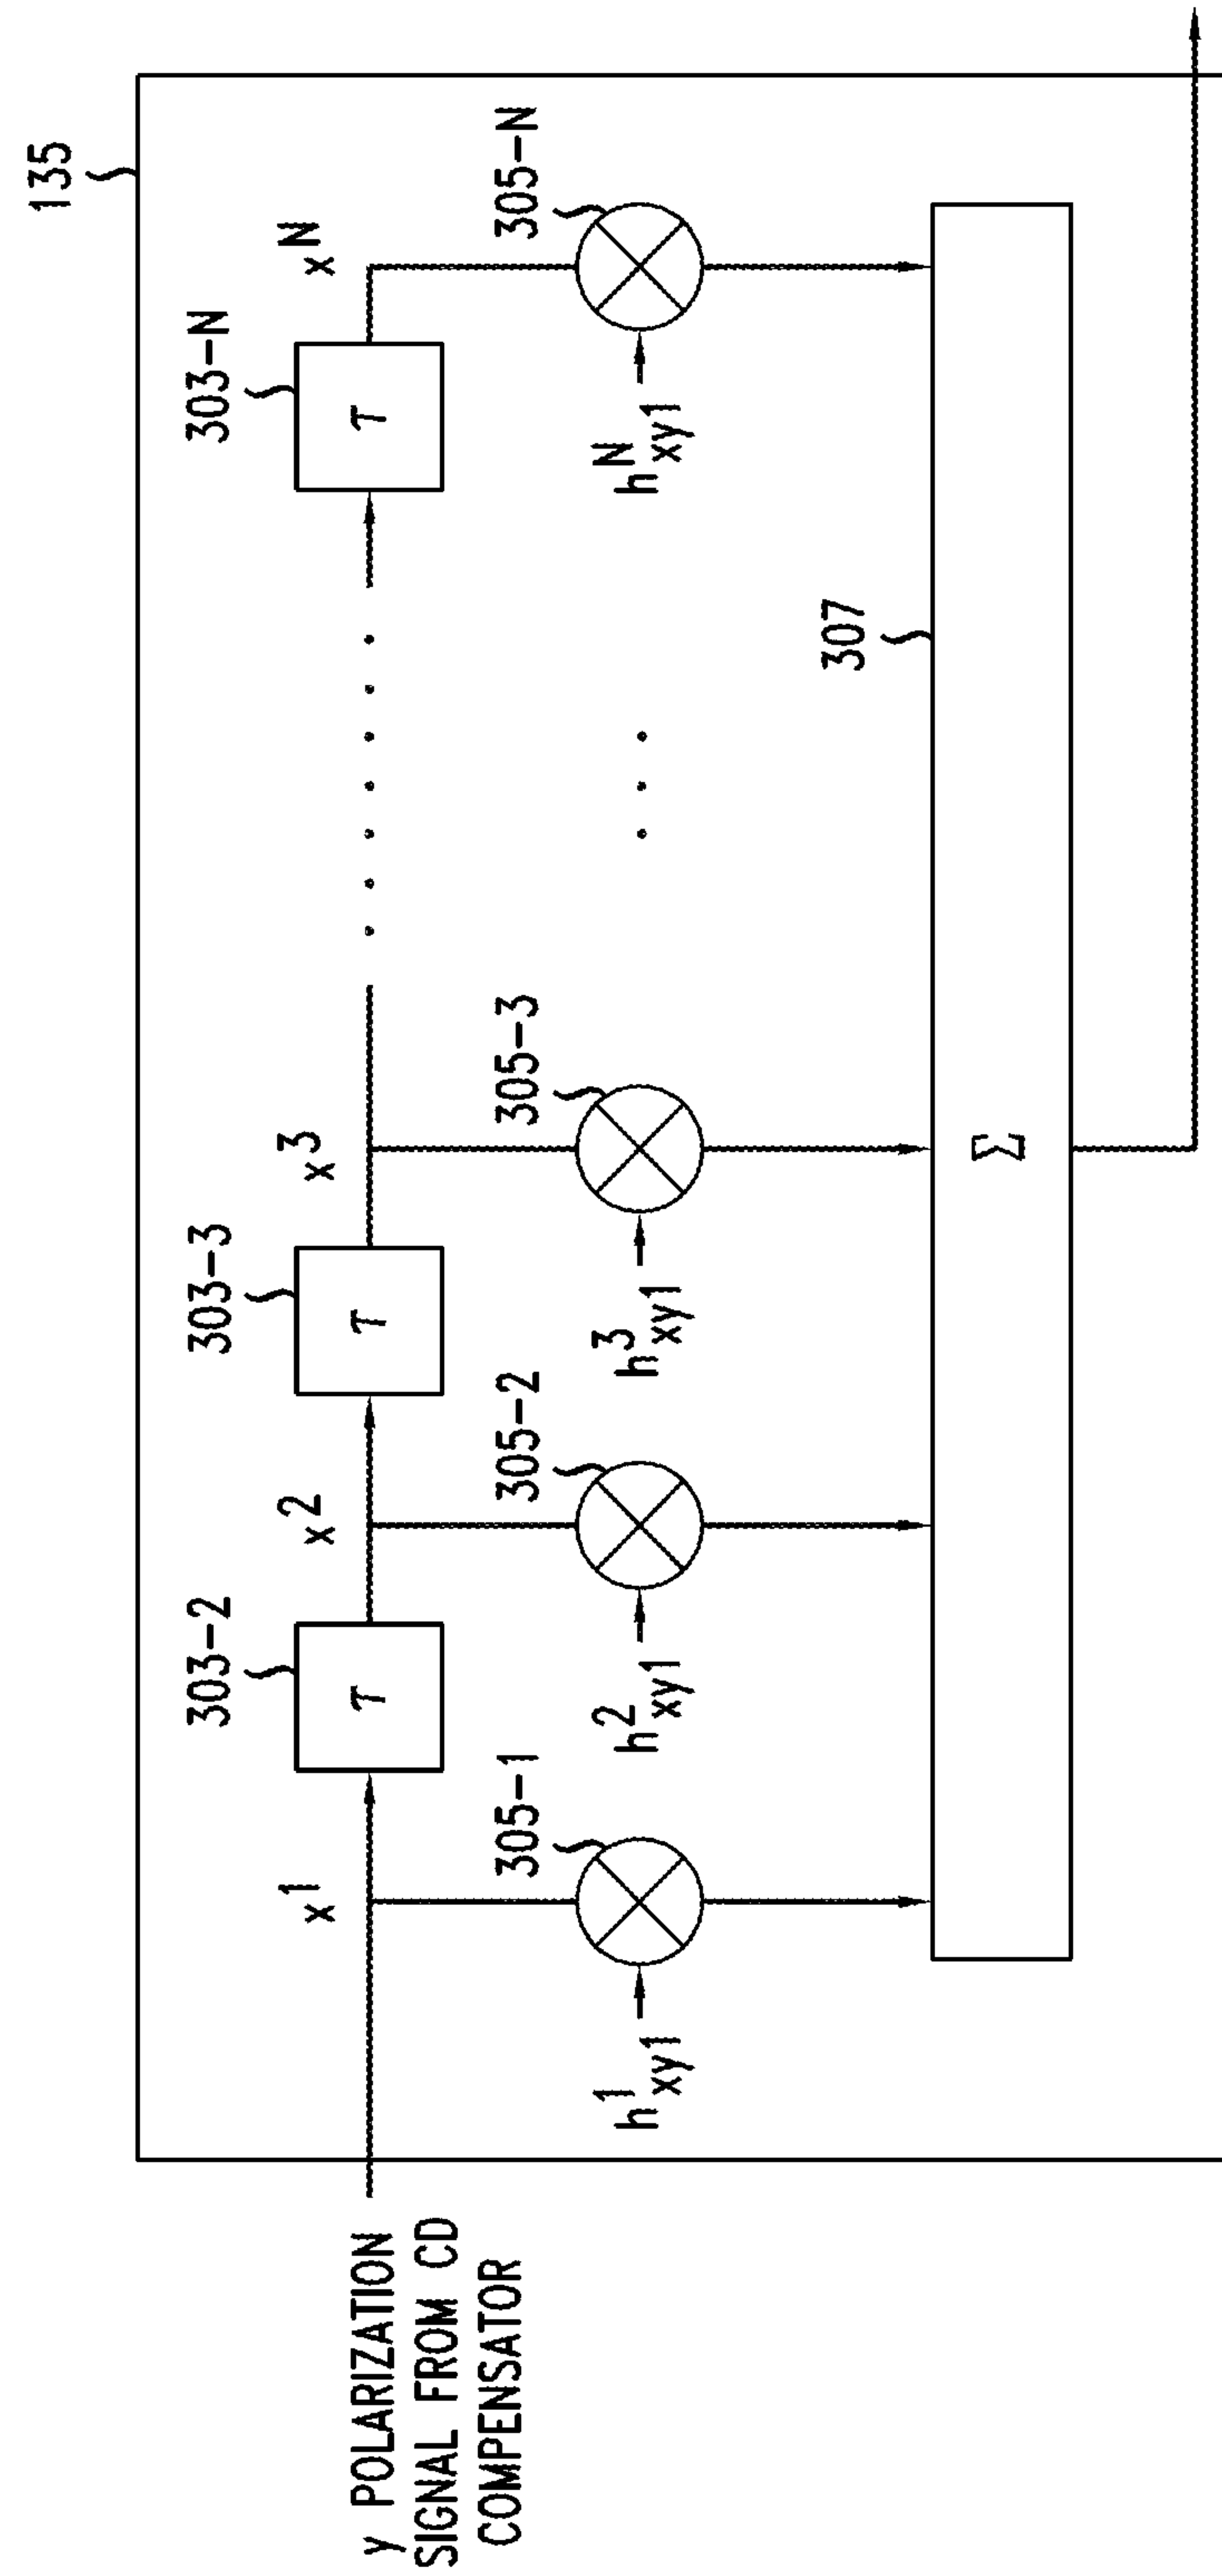 135
303-2
303-3
303-N
x1
x2
x3
xN
τ
τ
τ
y POLARIZATION
SIGNAL FROM CD
COMPENSATOR
305-1
305-2
305-3
305-N
h1xy1
h2xy1
h3xy1
hNxy1
307
Σ